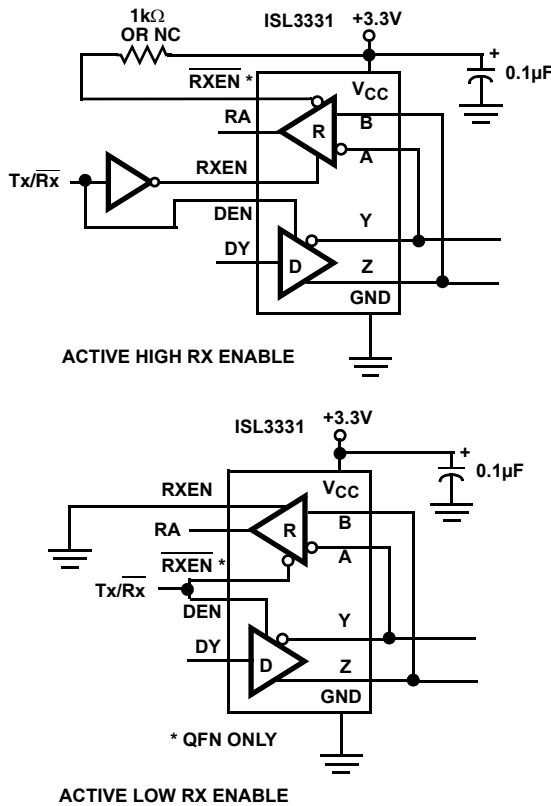 1kΩ
OR NC
ISL3331
+3.3V
+
0.1µF
RXEN *
VCC
RA
R
B
A
Tx/Rx
RXEN
DEN
Y
DY
D
Z
GND
ACTIVE HIGH RX ENABLE
ISL3331
+3.3V
+
0.1µF
RXEN
VCC
RA
R
B
RXEN *
A
Tx/Rx
DEN
Y
DY
D
Z
GND
* QFN ONLY
ACTIVE LOW RX ENABLE